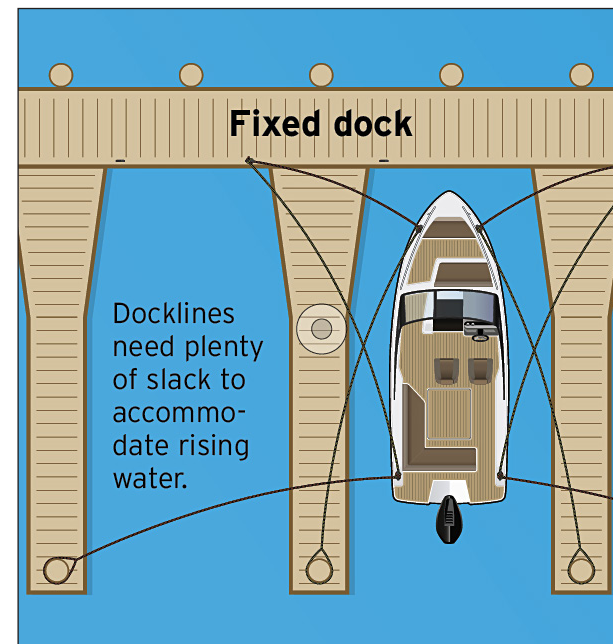 Fixed dock
Docklines
need plenty
of slack to
accommo-
date rising
water.